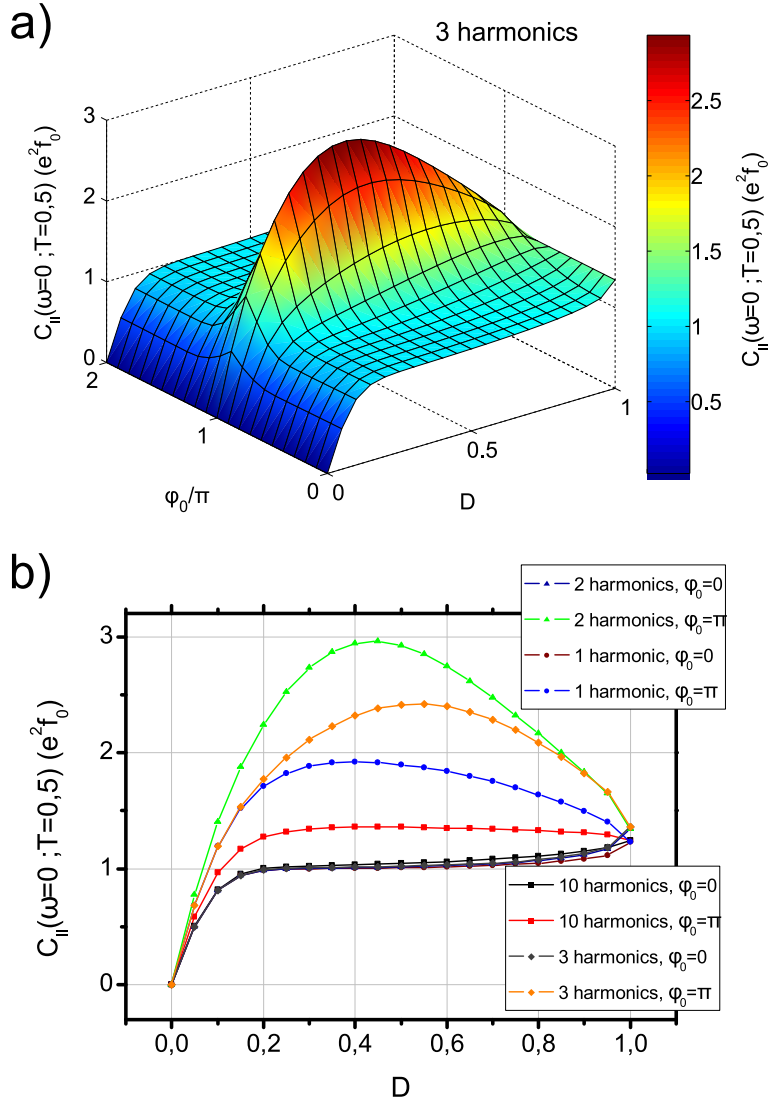 a)
3 harmonics
C_II(ω=0 ;T=0,5) (e²f₀)
3
2
1
0
2
1
0
φ₀/π
0
0.5
1
D
2.5
2
1.5
1
0.5
C_II(ω=0 ;T=0,5) (e²f₀)
b)
2 harmonics, φ₀=0
2 harmonics, φ₀=π
1 harmonic, φ₀=0
1 harmonic, φ₀=π
C_II(ω=0 ;T=0,5) (e²f₀)
3
2
1
0
10 harmonics, φ₀=0
10 harmonics, φ₀=π
3 harmonics, φ₀=0
3 harmonics, φ₀=π
0,0 0,2 0,4 0,6 0,8 1,0
D